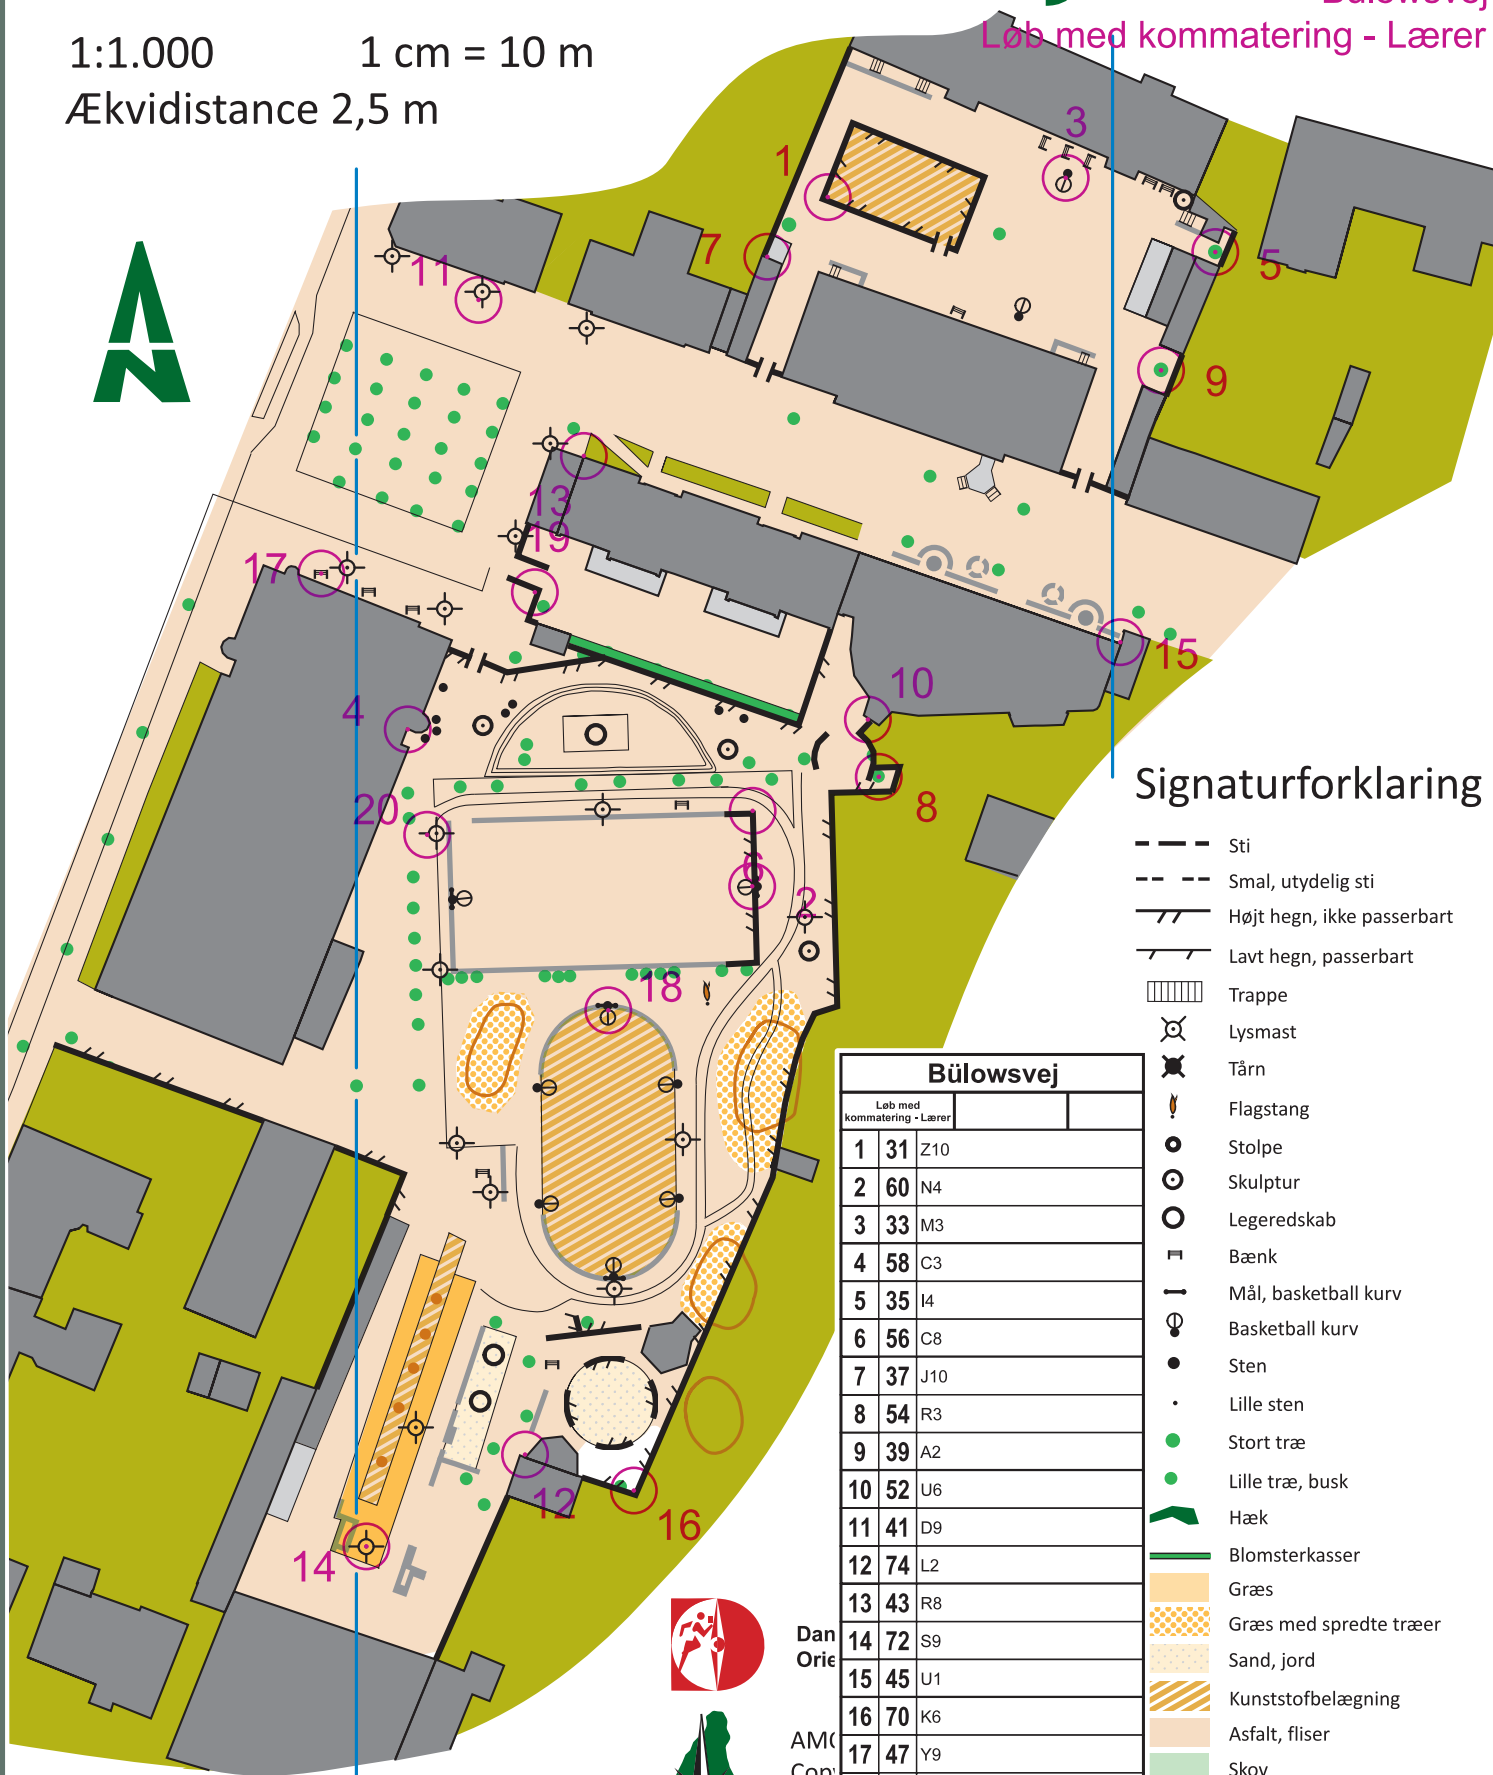 Løb med kommatering - Lærer
1:1.000 1 cm = 10 m
Ækvidistance 2,5 m
3
1
7
5
11
9
13
19
17
15
10
4
20
8
6
2
18
12
16
14
Signaturforklaring
Sti
Smal, utydelig sti
Højt hegn, ikke passerbart
Lavt hegn, passerbart
Trappe
Lysmast
Tårn
Flagstang
Stolpe
Skulptur
Legeredskab
Bænk
Mål, basketball kurv
Basketball kurv
Sten
Lille sten
Stort træ
Lille træ, busk
Hæk
Blomsterkasser
Græs
Græs med spredte træer
Sand, jord
Kunststofbelægning
Asfalt, fliser
Skov
Bülowsvej
Løb med
kommatering - Lærer
1 31 Z10
2 60 N4
3 33 M3
4 58 C3
5 35 I4
6 56 C8
7 37 J10
8 54 R3
9 39 A2
10 52 U6
11 41 D9
12 74 L2
13 43 R8
14 72 S9
15 45 U1
16 70 K6
17 47 Y9